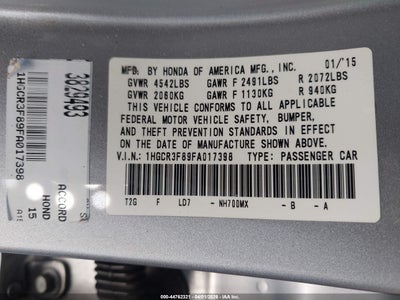 MFD. BY HONDA OF AMERICA MFG., INC. 01/'15
GVWR 4542LBS GAWR F 2491LBS R 2072LBS
GVWR 2060KG GAWR F 1130KG R 940KG
THIS VEHICLE CONFORMS TO ALL APPLICABLE
FEDERAL MOTOR VEHICLE SAFETY, BUMPER,
AND THEFT PREVENTION STANDARDS IN EFFECT
ON THE DATE OF MANUFACTURE SHOWN ABOVE.
V.I.N.: 1HGCR3F89FA017398 TYPE: PASSENGER CAR
T2G F LD7 - NH700MX - B - A
3829493
1HGCR3F89FA017398
ACCORD
HOND 15
000-44762321 - 04/01/2026 -